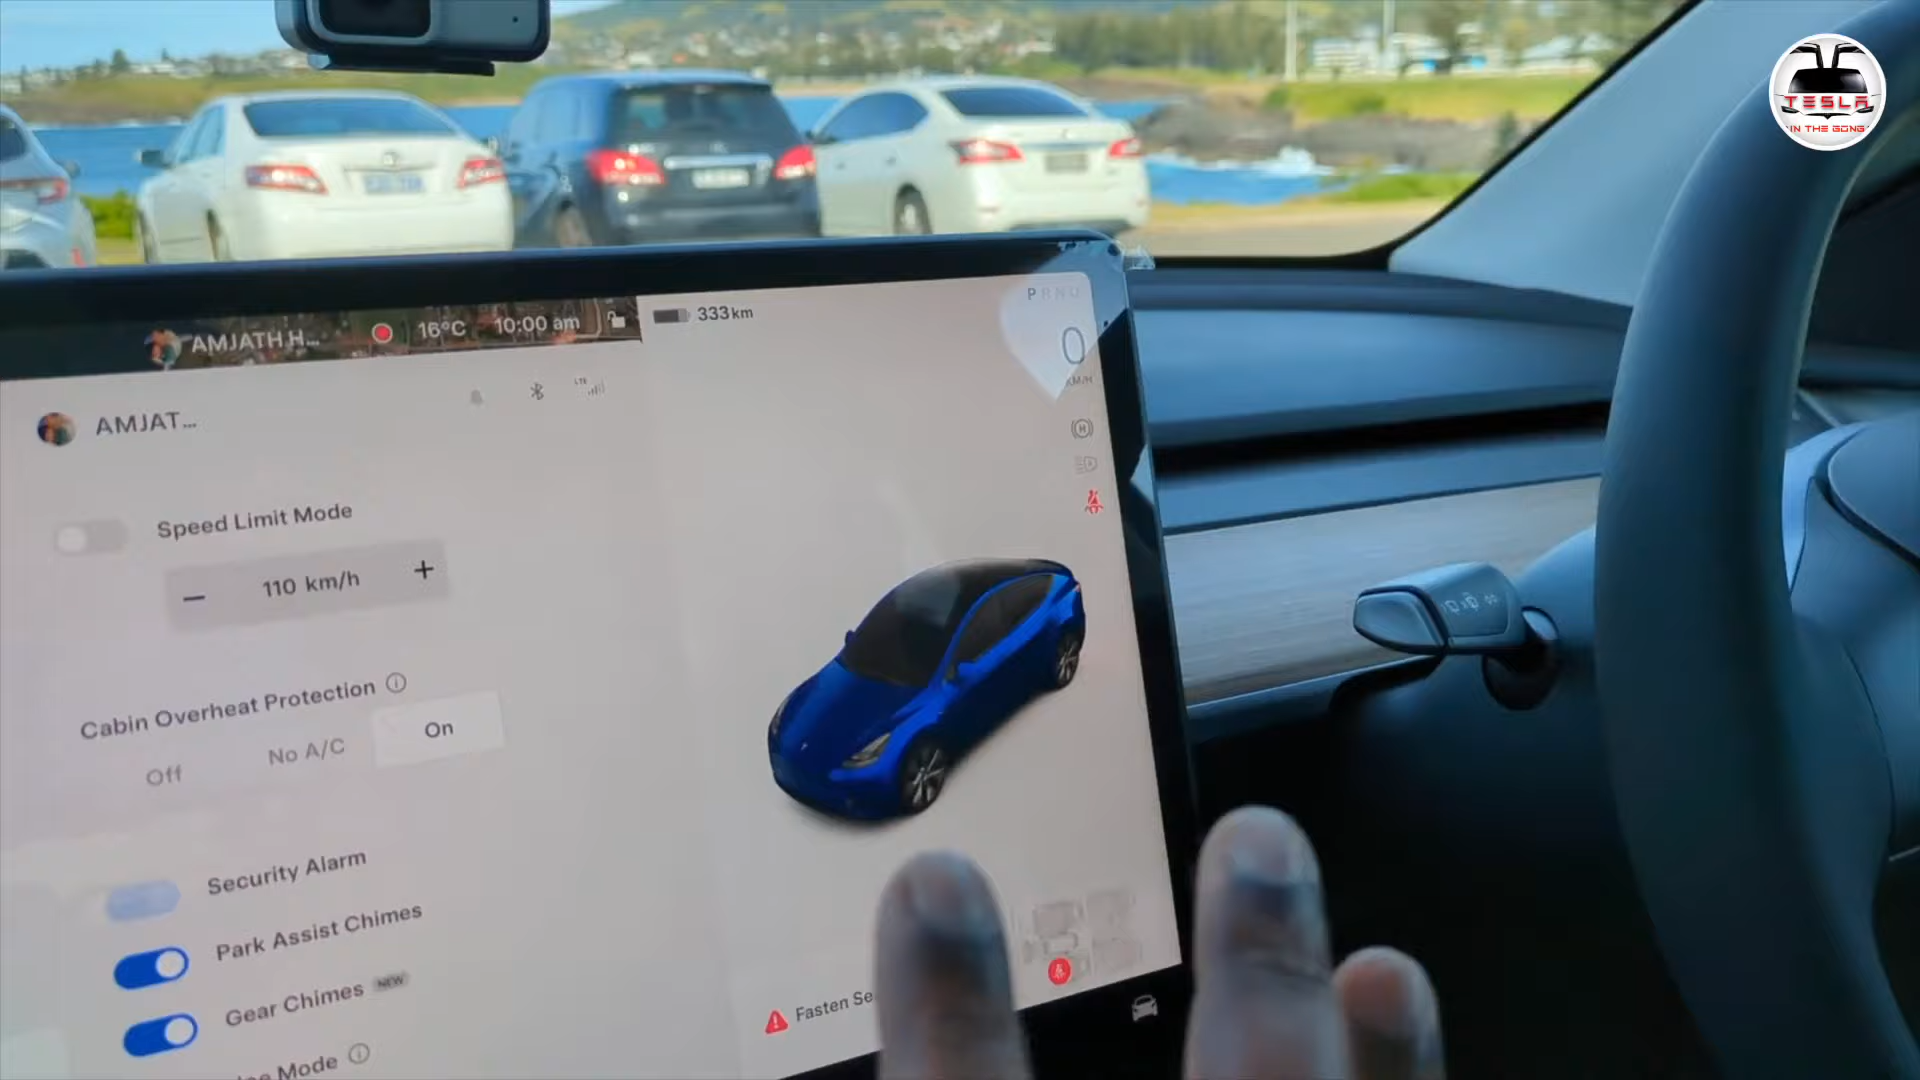 TESLA
IN THE GONG
AMJATH H...
16°C
10:00 am
333km
P R N D
0
KM/H
AMJAT...
LTE
Speed Limit Mode
− 110 km/h +
Cabin Overheat Protection
Off
No A/C
On
Security Alarm
Park Assist Chimes
Gear Chimes NEW
Mode
Fasten Se